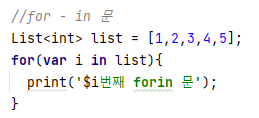 //for - in 문
List<int> list = [1,2,3,4,5];
for(var i in list){
print('$i번째 forin 문');
}